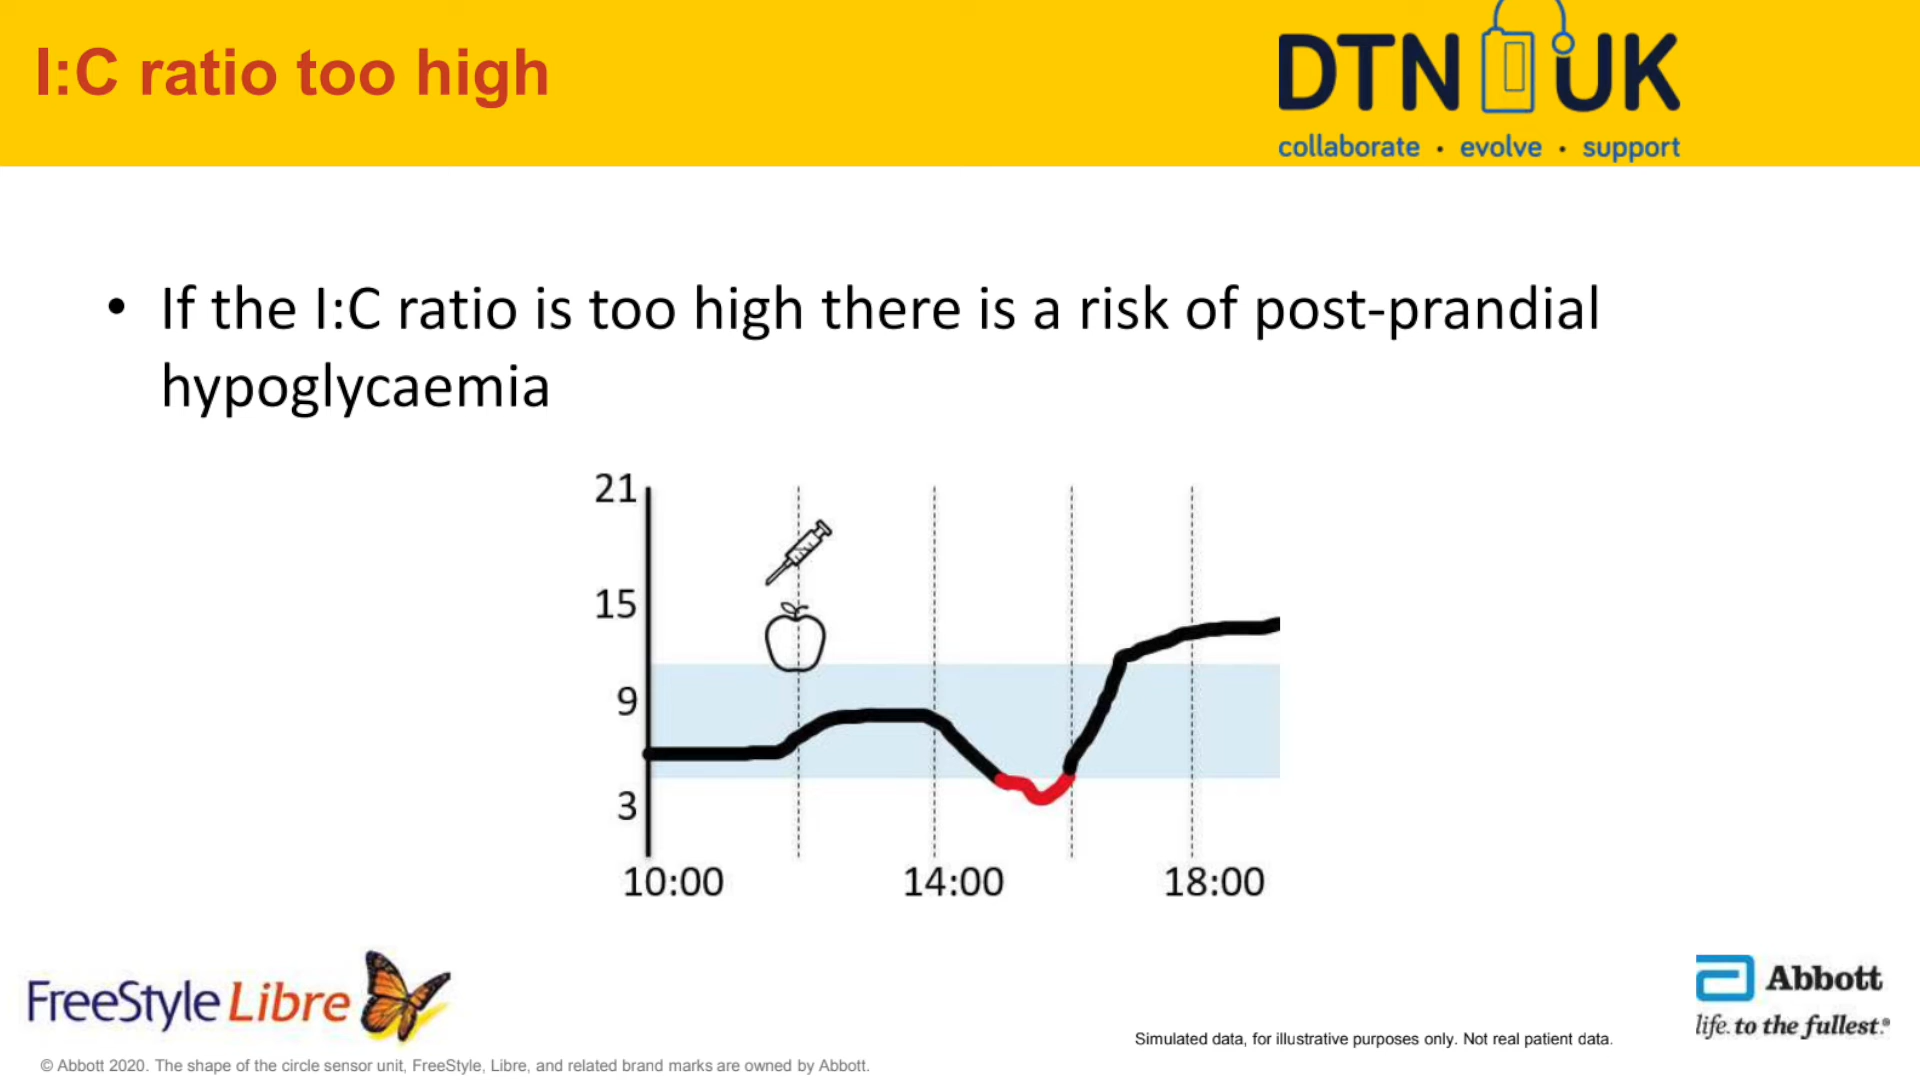 I:C ratio too high
DTN UK
collaborate · evolve · support
• If the I:C ratio is too high there is a risk of post-prandial
hypoglycaemia
21
15
9
3
10:00 14:00 18:00
FreeStyle Libre
Abbott
life. to the fullest.®
Simulated data, for illustrative purposes only. Not real patient data.
© Abbott 2020. The shape of the circle sensor unit, FreeStyle, Libre, and related brand marks are owned by Abbott.